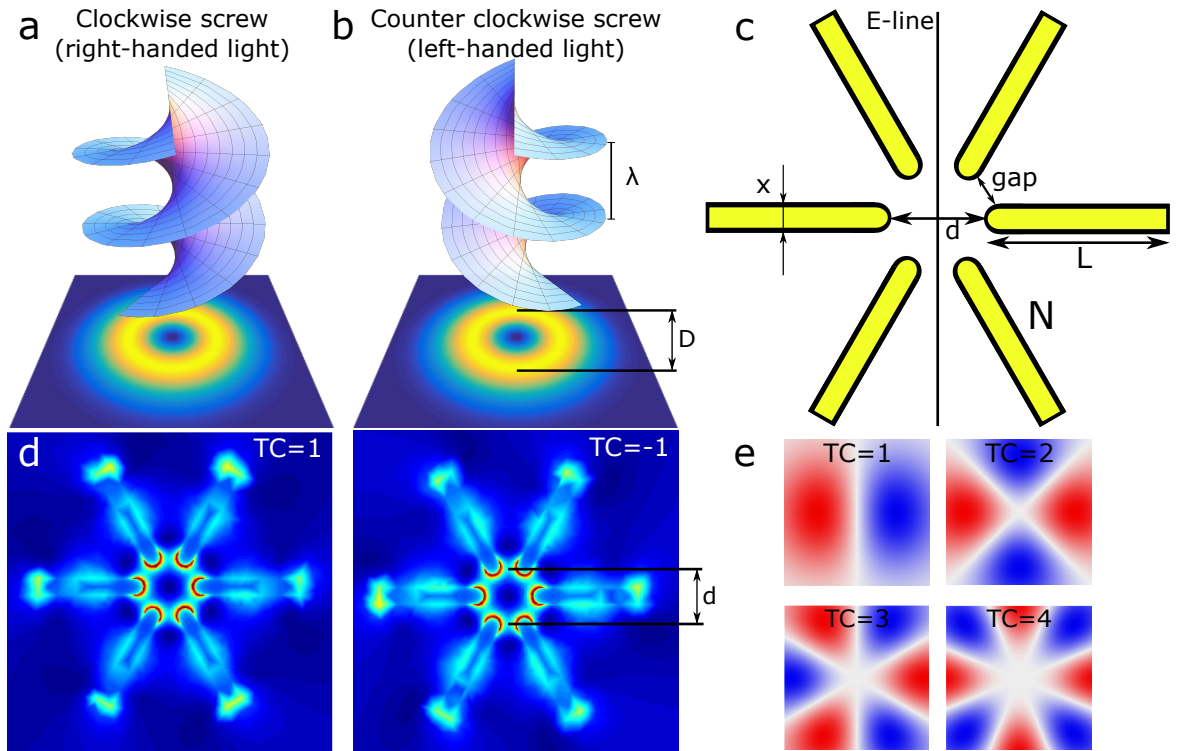 a
Clockwise screw
(right-handed light)
b
Counter clockwise screw
(left-handed light)
λ
D
c
E-line
gap
x
d
L
N
d
TC=1
TC=-1
d
e
TC=1
TC=2
TC=3
TC=4